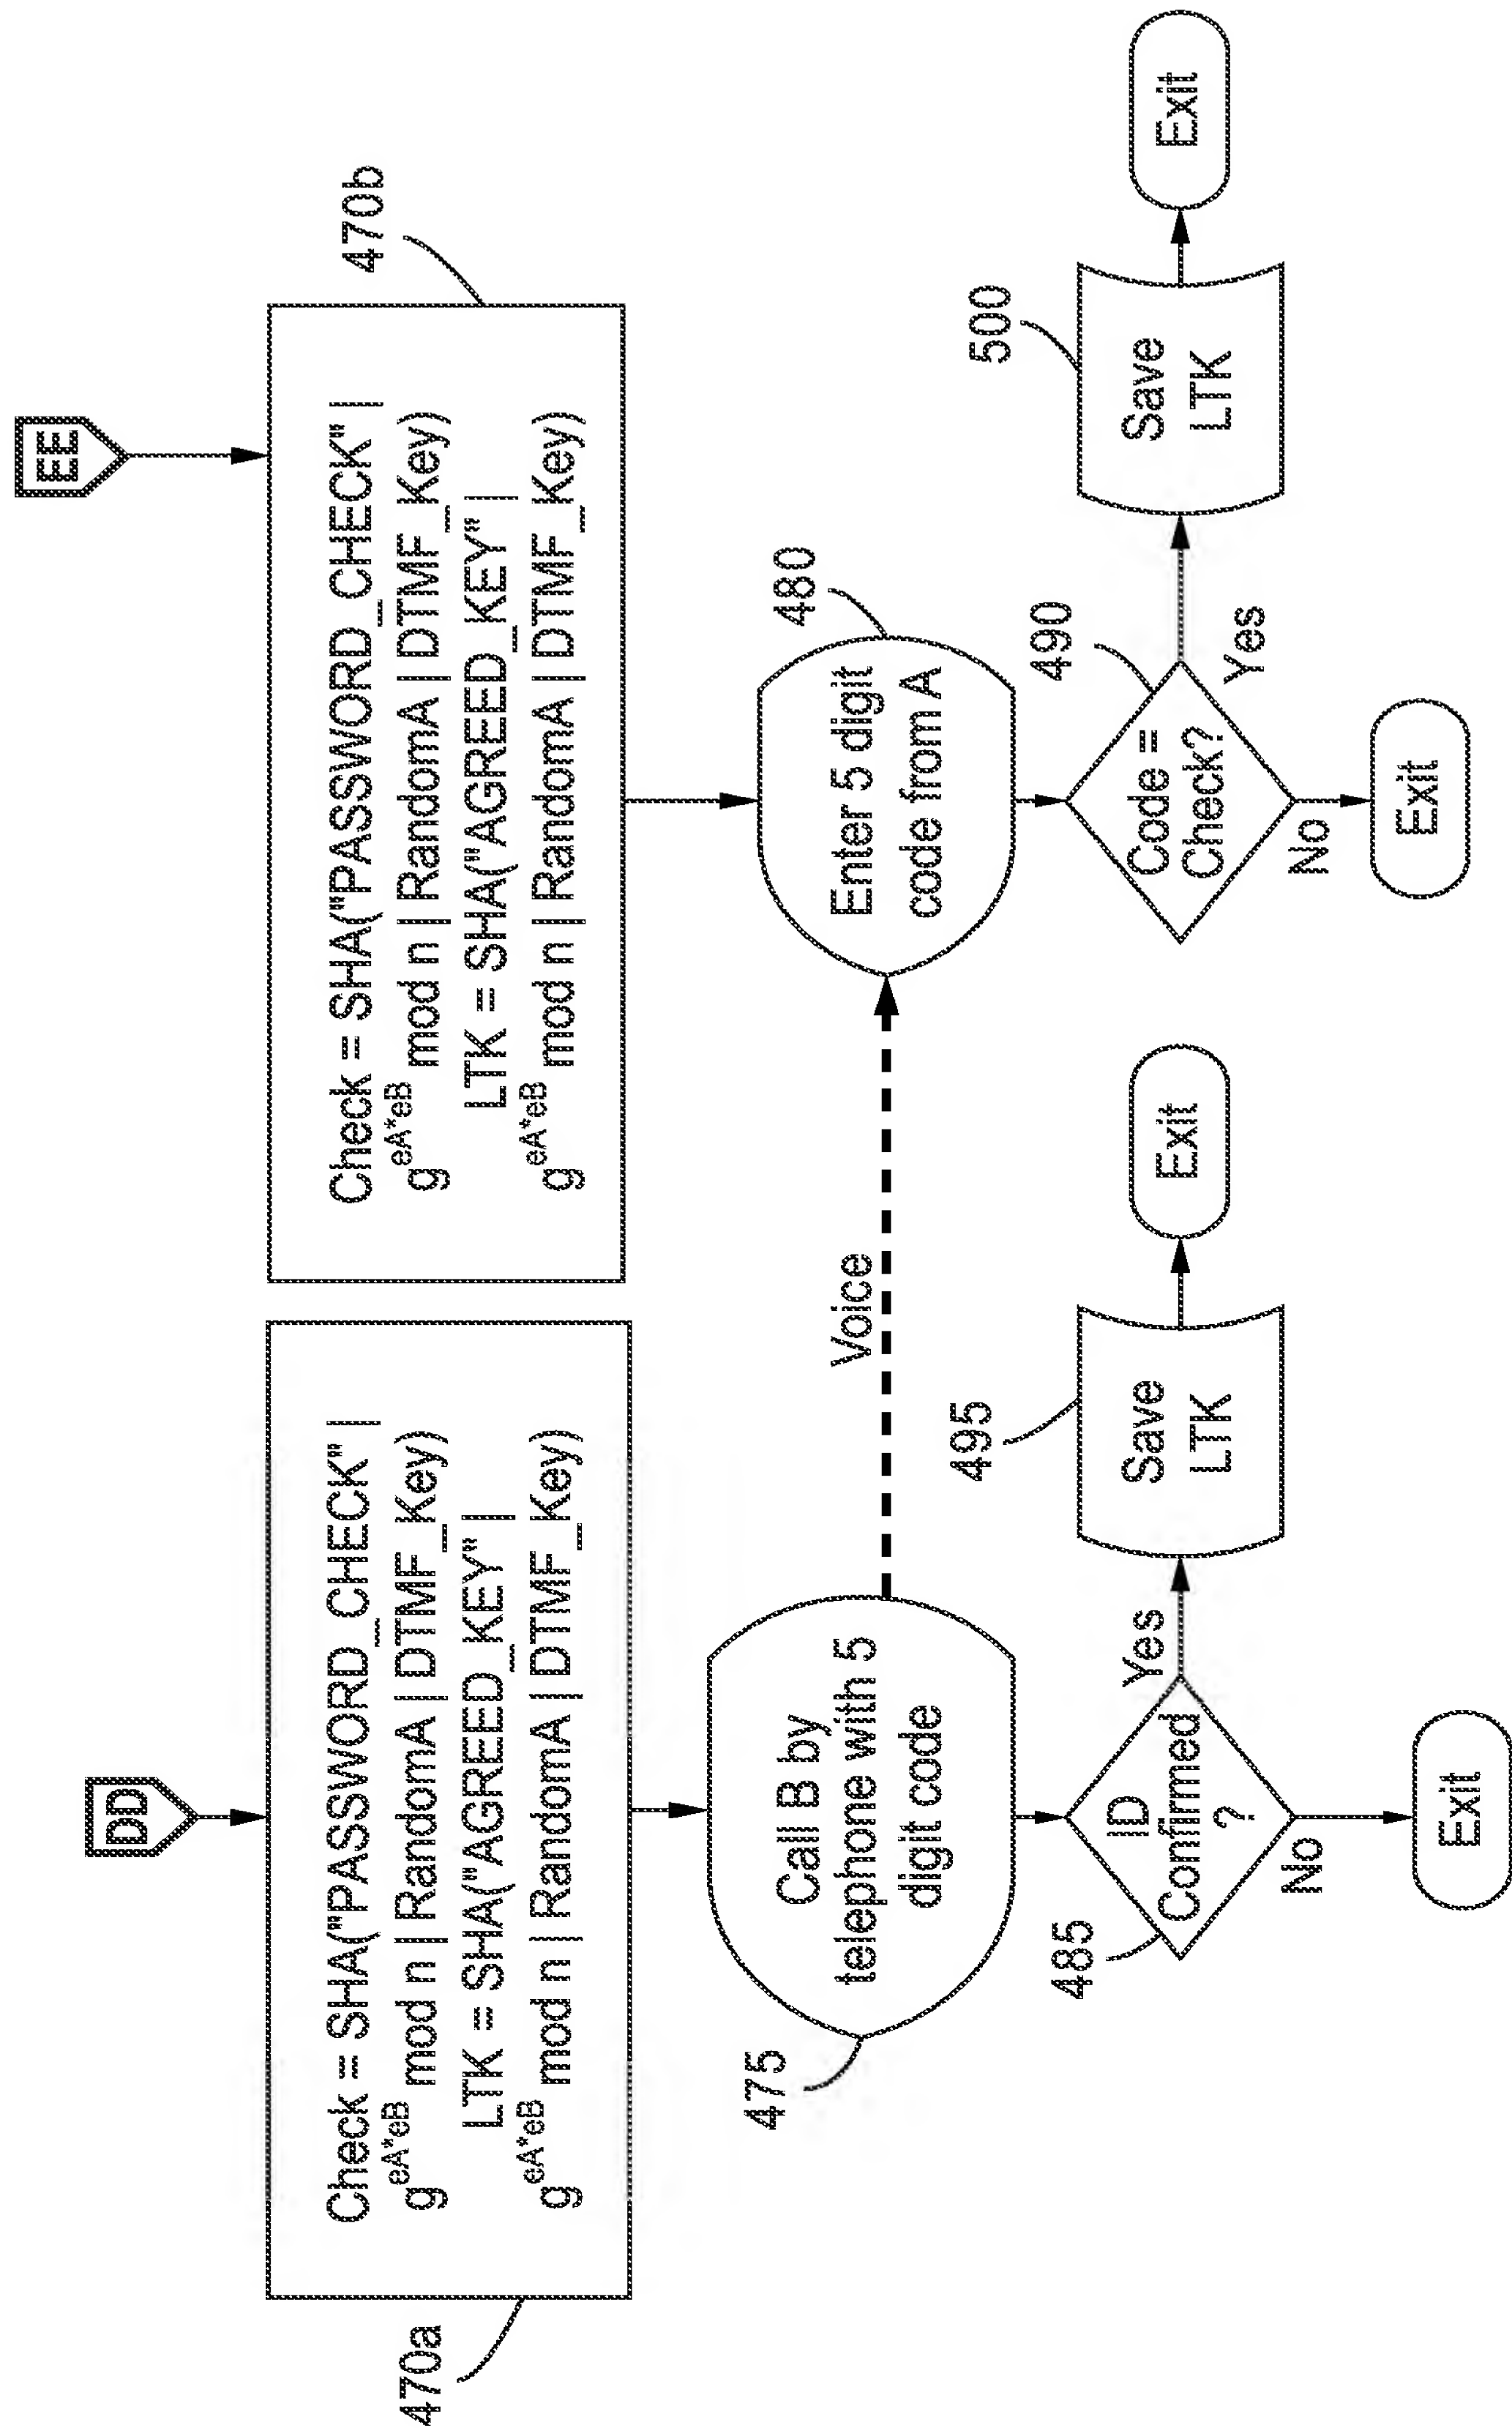 EE
DD
470a
Check = SHA("PASSWORD_CHECK" |
g^eA*eB mod n | RandomA | DTMF_Key)
LTK = SHA("'AGREED_KEY" |
g^eA*eB mod n | RandomA | DTMF_Key)
470b
Check = SHA("PASSWORD_CHECK" |
g^eA*eB mod n | RandomA | DTMF_Key)
LTK = SHA("AGREED_KEY" |
g^eA*eB mod n | RandomA | DTMF_Key)
475
Call B by
telephone with 5
digit code
Voice
480
Enter 5 digit
code from A
485
ID
Confirmed
?
Yes
No
Exit
495
Save
LTK
Exit
490
Code =
Check?
Yes
No
Exit
500
Save
LTK
Exit